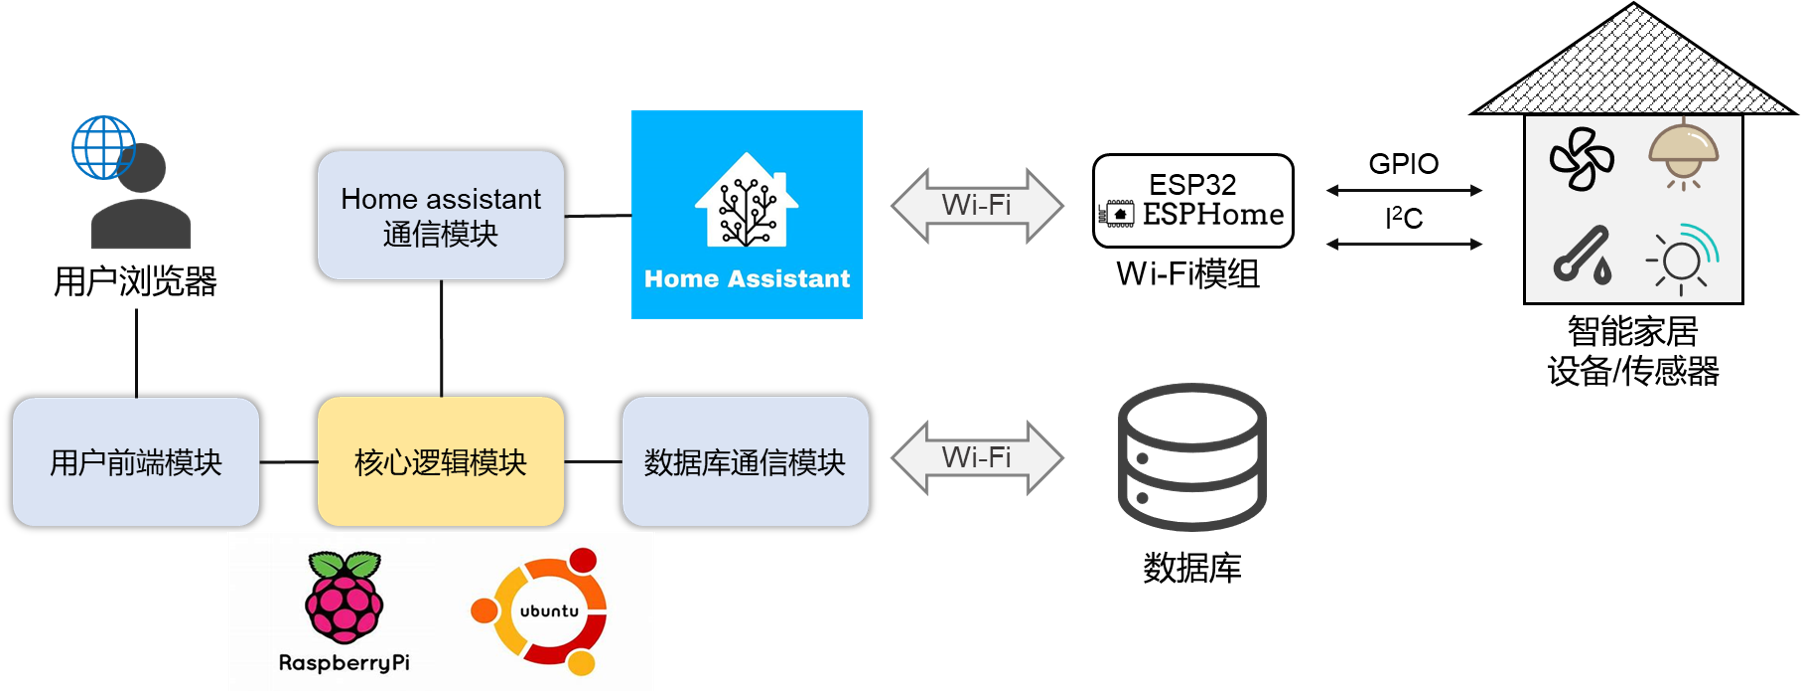 Home assistant
通信模块
Home Assistant
Wi-Fi
ESP32
ESPHome
Wi-Fi模组
GPIO
I²C
智能家居
设备/传感器
用户浏览器
用户前端模块
核心逻辑模块
数据库通信模块
Wi-Fi
数据库
RaspberryPi
ubuntu